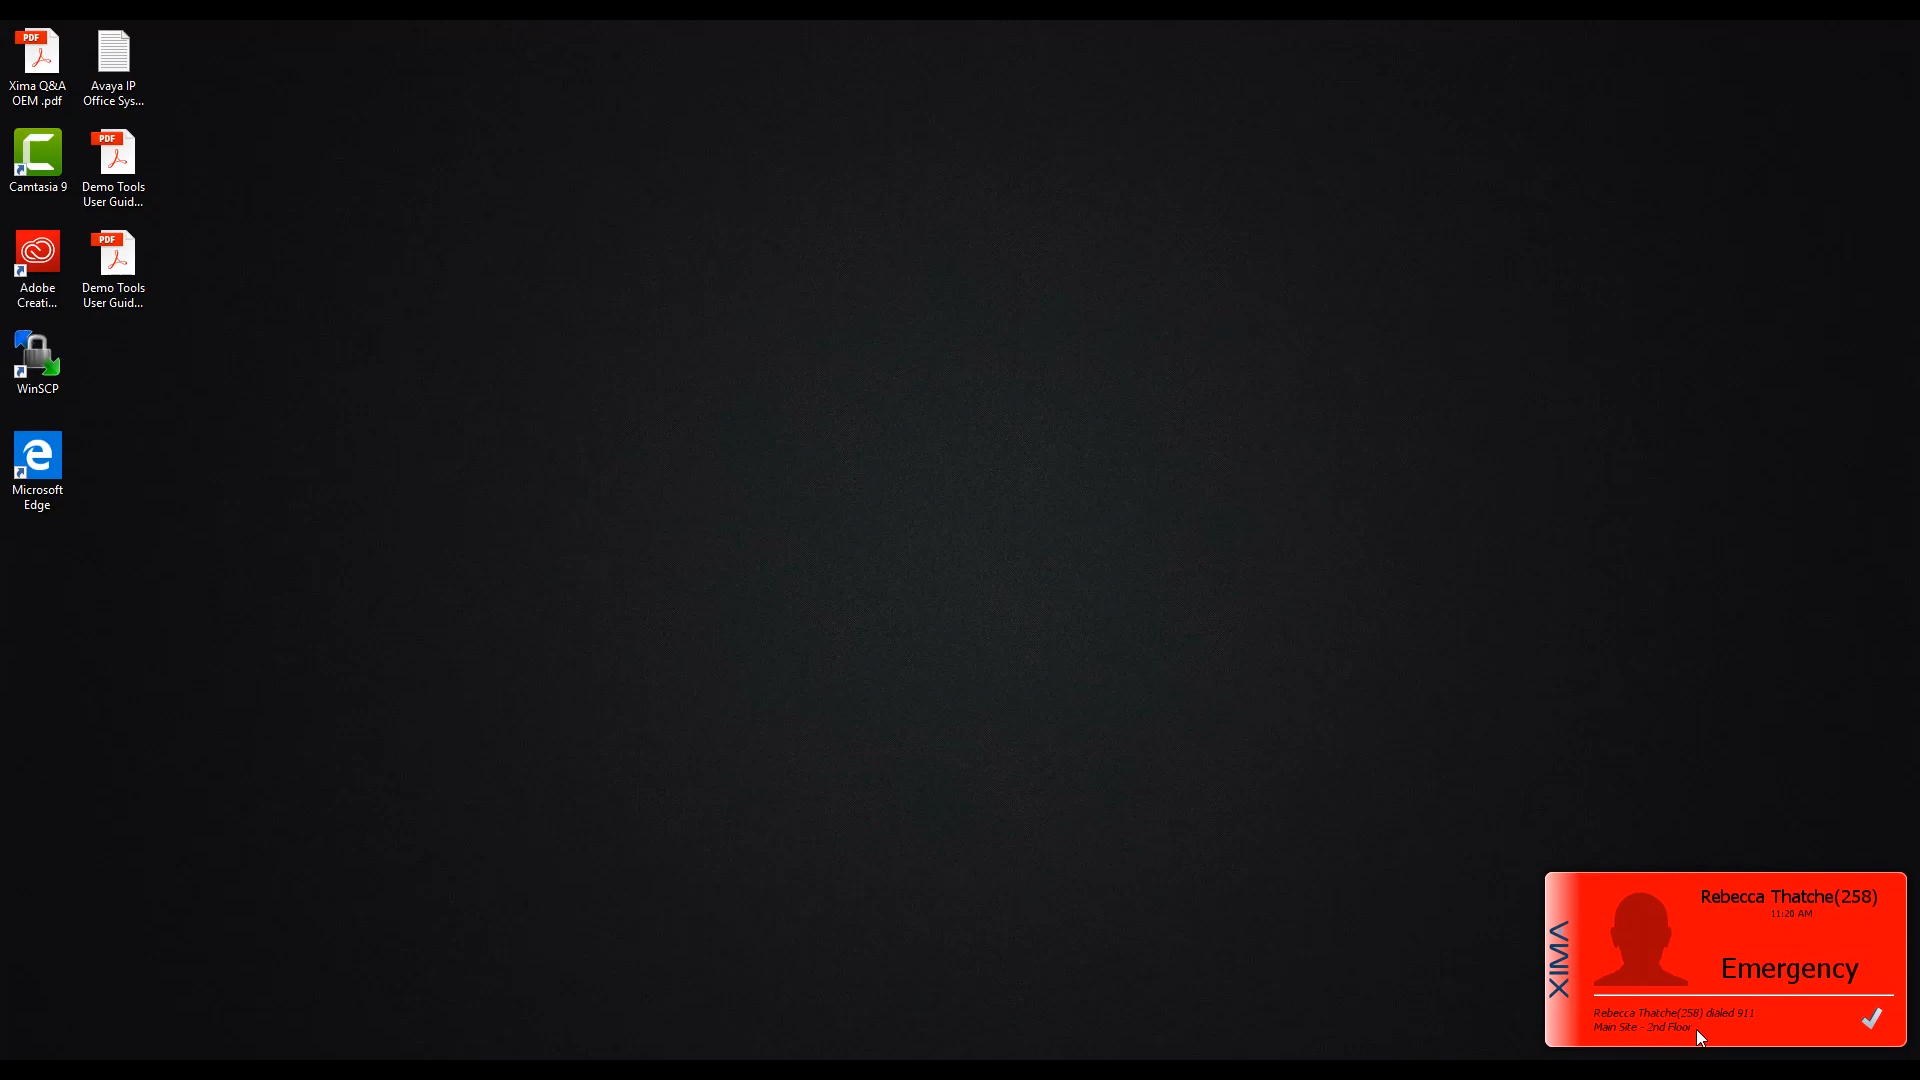 PDF
Xima Q&A
OEM .pdf
Avaya IP
Office Sys...
Camtasia 9
PDF
Demo Tools
User Guid...
Adobe
Creati...
PDF
Demo Tools
User Guid...
WinSCP
Microsoft
Edge
XIMA
Rebecca Thatche(258)
11:20 AM
Emergency
Rebecca Thatche(258) dialed 911
Main Site - 2nd Floor